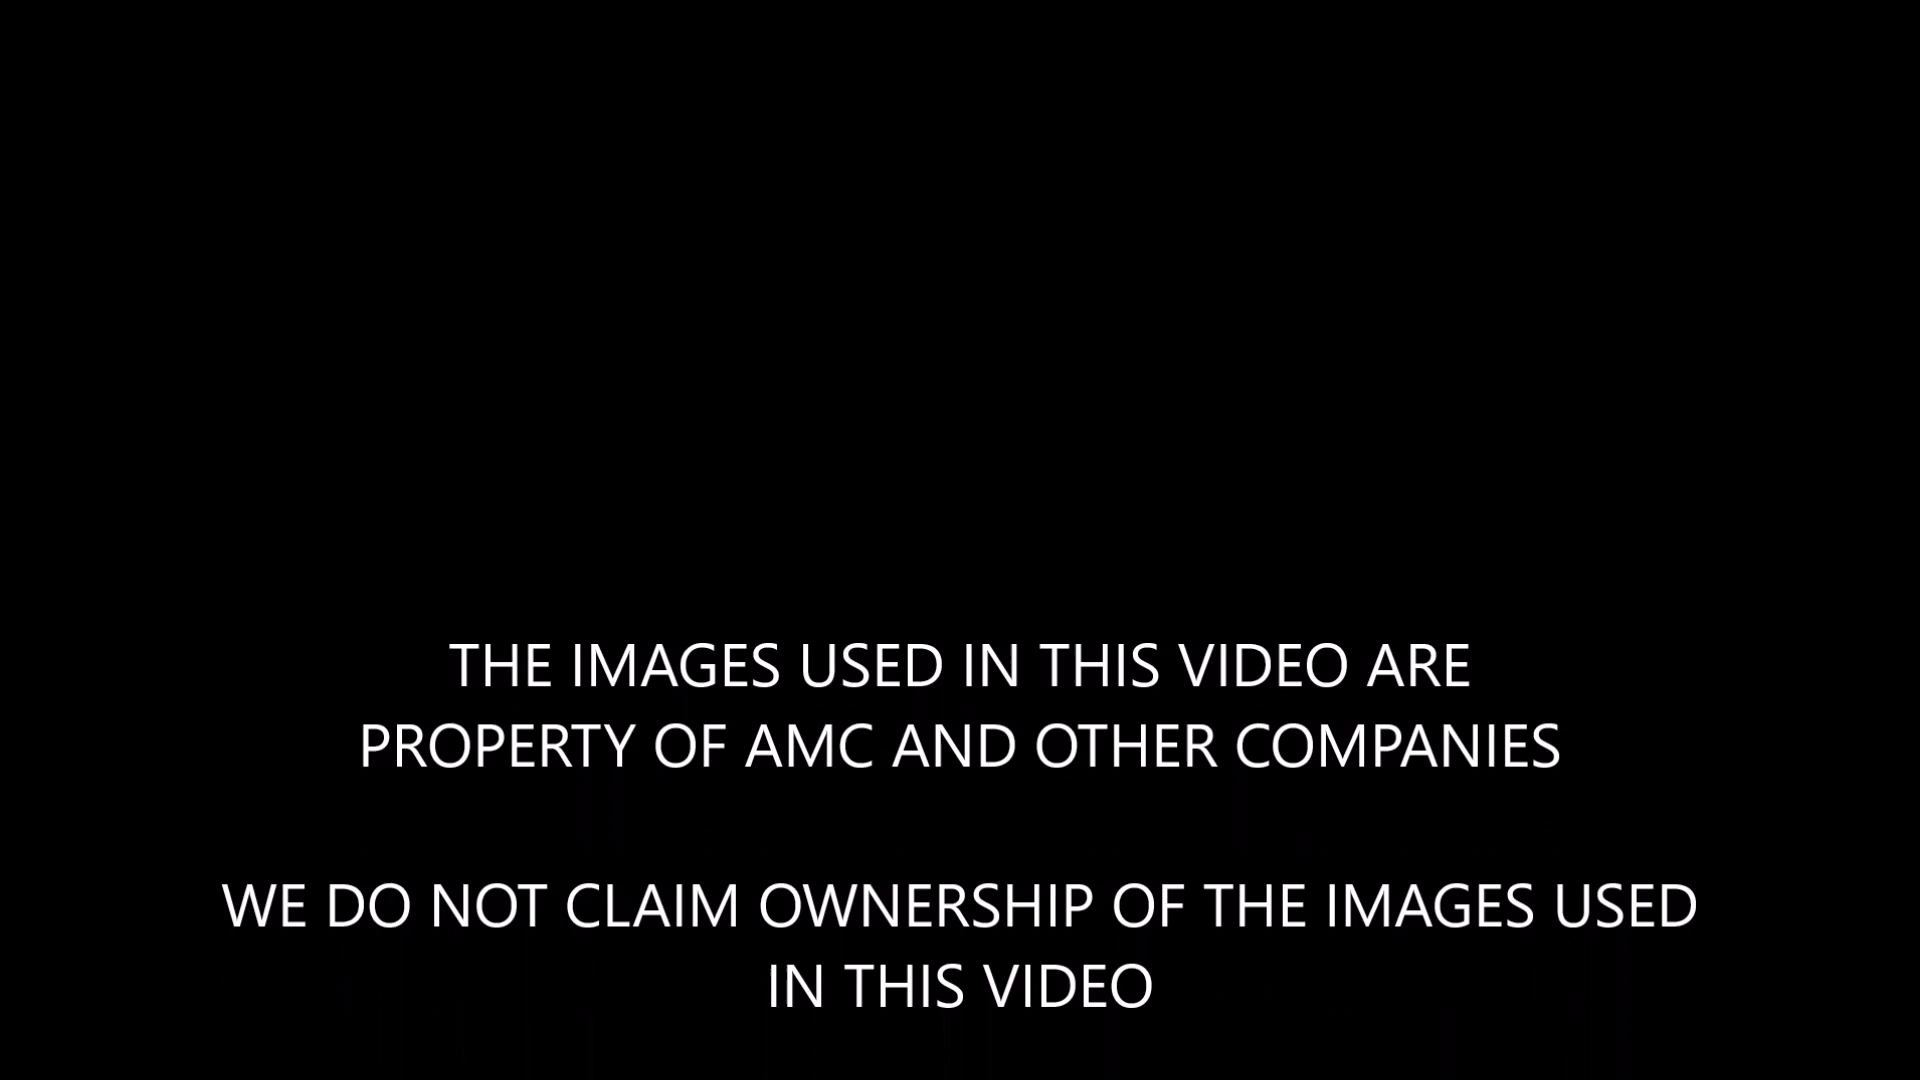 THE IMAGES USED IN THIS VIDEO ARE
PROPERTY OF AMC AND OTHER COMPANIES
WE DO NOT CLAIM OWNERSHIP OF THE IMAGES USED
IN THIS VIDEO